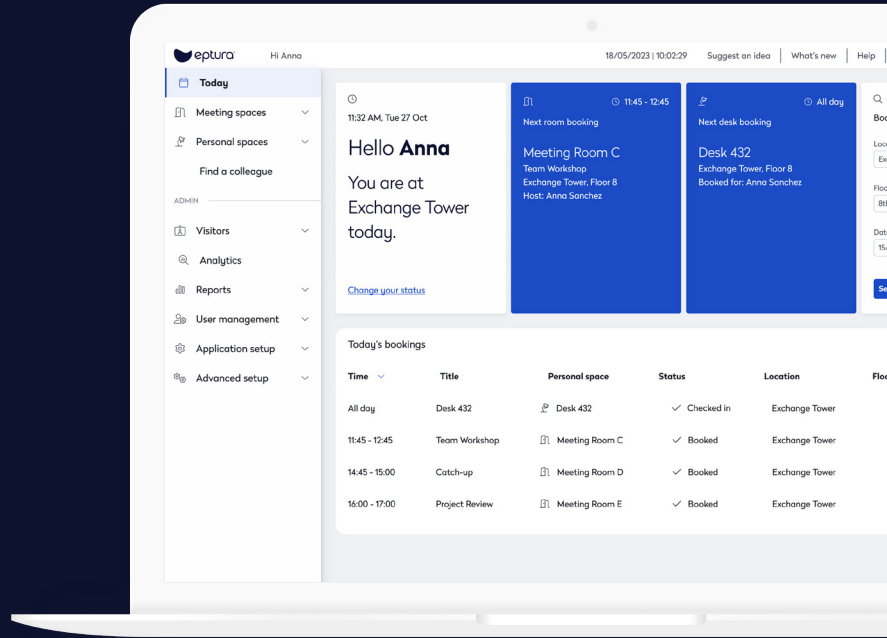 eptura
Hi Anna
18/05/2023 | 10:02:29
Suggest an idea
What's new
Help
Today
Meeting spaces
Personal spaces
Find a colleague
ADMIN
Visitors
Analytics
Reports
User management
Application setup
Advanced setup
11:32 AM, Tue 27 Oct
Hello Anna
You are at
Exchange Tower
today.
Change your status
11:45 - 12:45
Next room booking
Meeting Room C
Team Workshop
Exchange Tower, Floor 8
Host: Anna Sanchez
All day
Next desk booking
Desk 432
Exchange Tower, Floor 8
Booked for: Anna Sanchez
Today's bookings
Time Title Personal space Status Location
All day Desk 432 Desk 432 Checked in Exchange Tower
11:45 - 12:45 Team Workshop Meeting Room C Booked Exchange Tower
14:45 - 15:00 Catch-up Meeting Room D Booked Exchange Tower
16:00 - 17:00 Project Review Meeting Room E Booked Exchange Tower